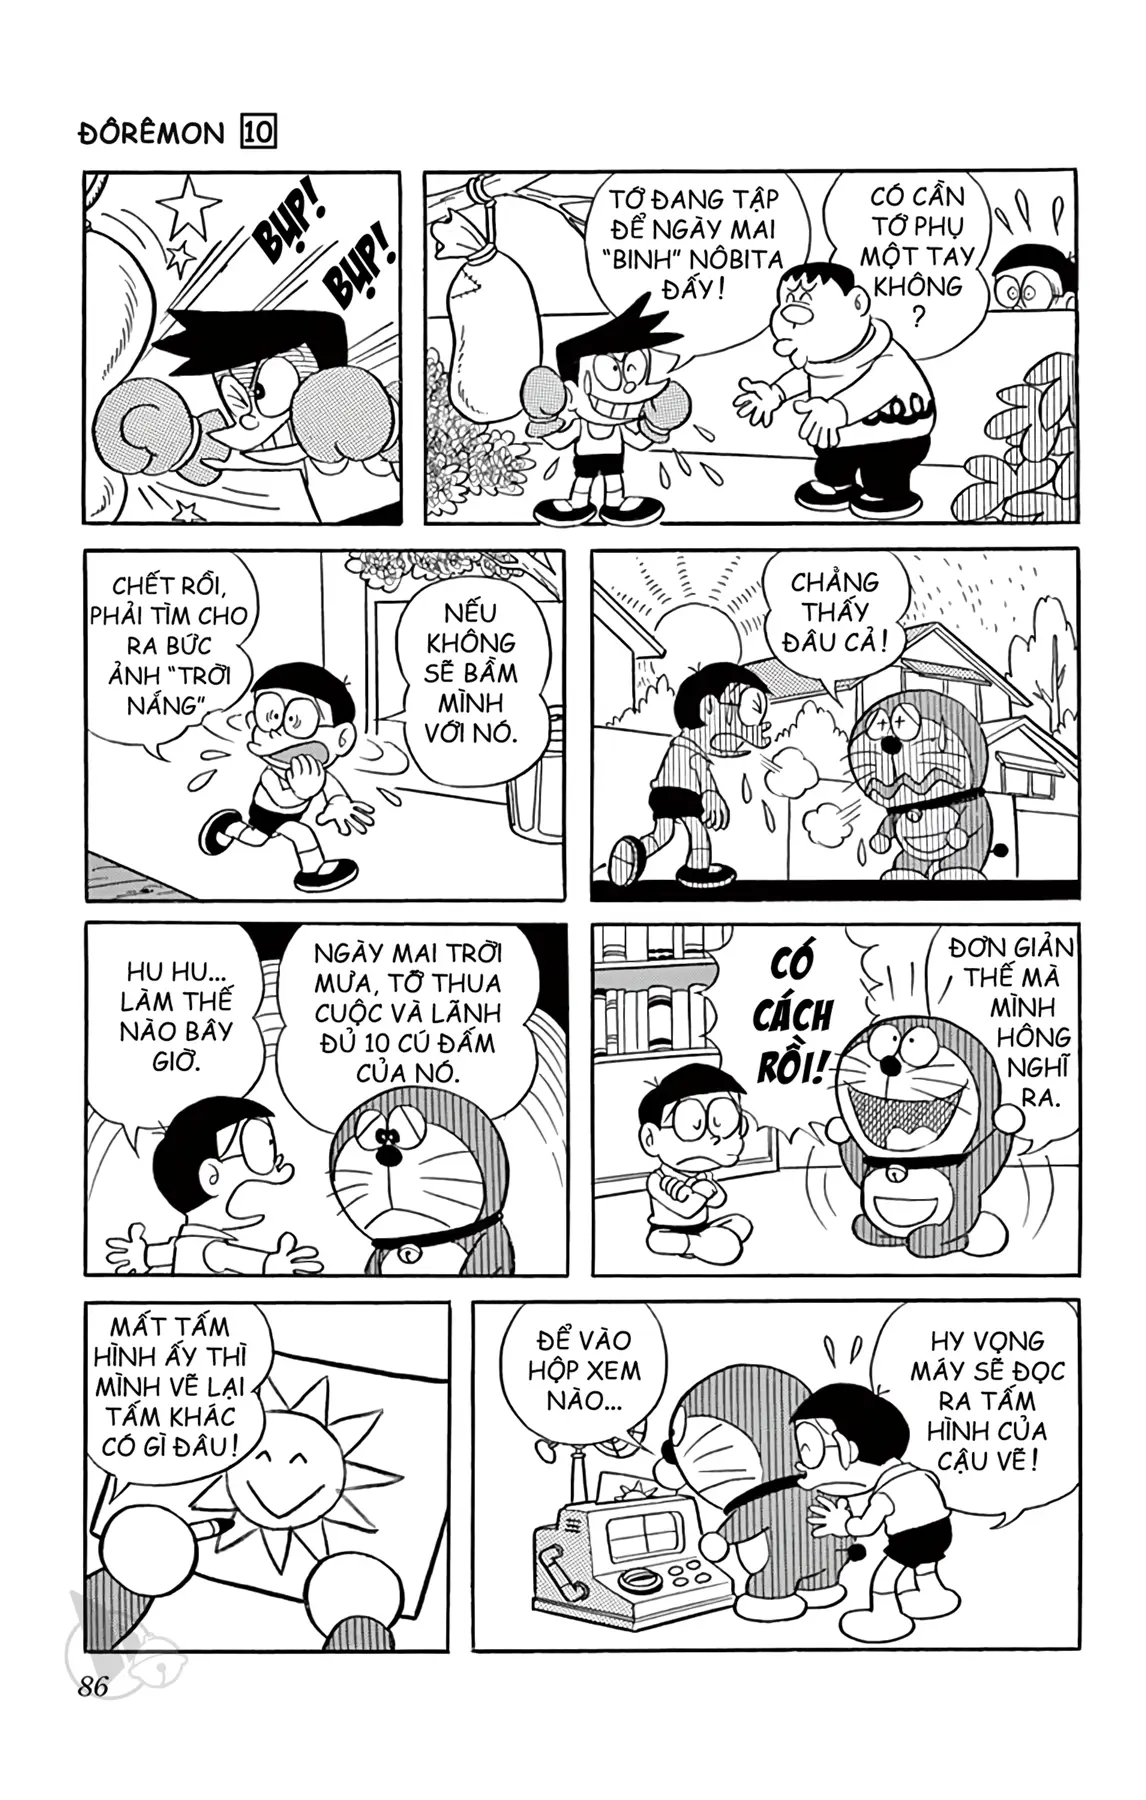 ĐÔRÊMON 10
BỤP!
BỤP!
TỚ ĐANG TẬP
ĐỂ NGÀY MAI
“BINH” NÔBITA
ĐẤY!
CÓ CẦN
TỚ PHỤ
MỘT TAY
KHÔNG
?
CHẾT RỒI,
PHẢI TÌM CHO
RA BỨC
ẢNH “TRỜI
NẮNG”
NẾU
KHÔNG
SẼ BẦM
MÌNH
VỚI NÓ.
CHẲNG
THẤY
ĐÂU CẢ!
HU HU...
LÀM THẾ
NÀO BÂY
GIỜ.
NGÀY MAI TRỜI
MƯA, TỚ THUA
CUỘC VÀ LÃNH
ĐỦ 10 CÚ ĐẤM
CỦA NÓ.
CÓ
CÁCH
RỒI!
ĐƠN GIẢN
THẾ MÀ
MÌNH
HÔNG
NGHĨ
RA.
MẤT TẤM
HÌNH ẤY THÌ
MÌNH VẼ LẠI
TẤM KHÁC
CÓ GÌ ĐÂU!
ĐỂ VÀO
HỘP XEM
NÀO...
HY VỌNG
MÁY SẼ ĐỌC
RA TẤM
HÌNH CỦA
CẬU VẼ!
86